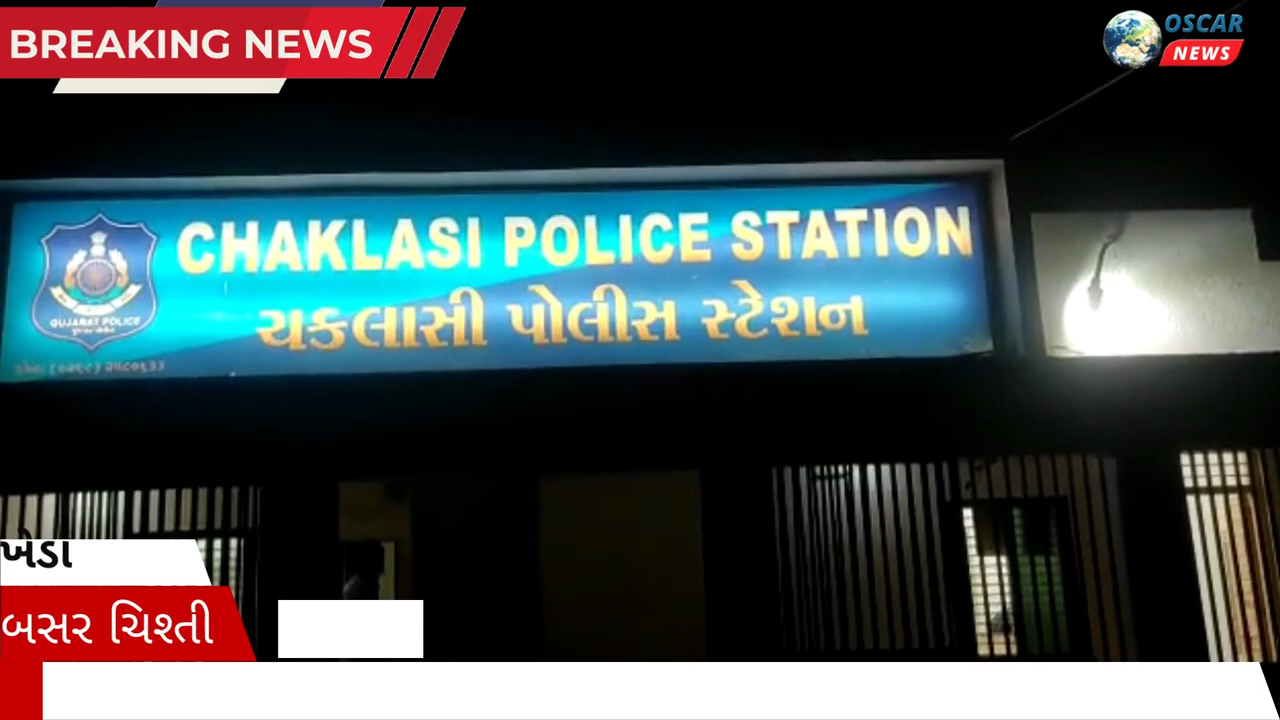 BREAKING NEWS
OSCAR
NEWS
CHAKLASI POLICE STATION
ચકલાસી પોલીસ સ્ટેશન
GUJARAT POLICE
ખેડા
બસર ચિશ્તી